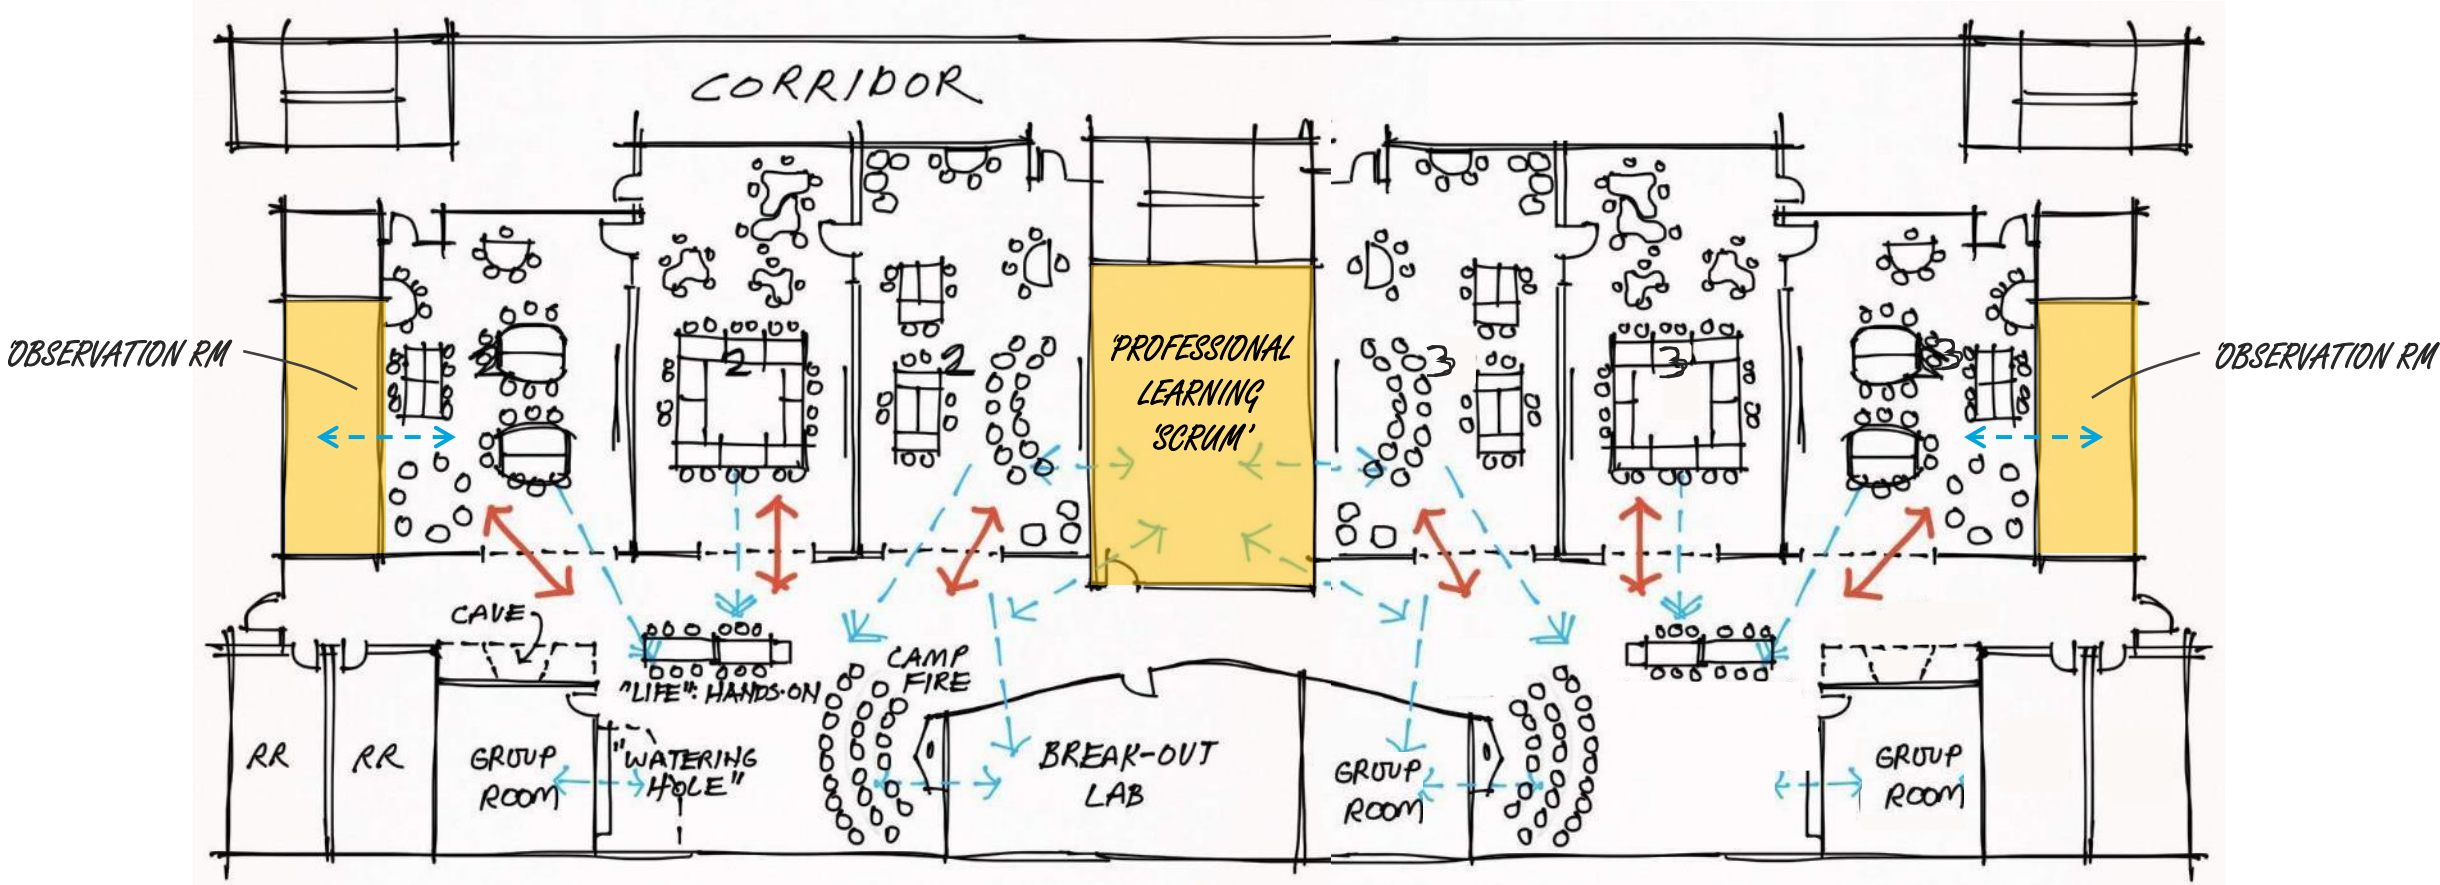 CORRIDOR
'OBSERVATION RM
2
2
2
'PROFESSIONAL
LEARNING
'SCRUM'
3
3
3
'OBSERVATION RM
CAVE
"LIFE": HANDS-ON
CAMP
FIRE
RR
RR
GROUP
ROOM
"WATERING
HOLE"
BREAK-OUT
LAB
GROUP
ROOM
GROUP
ROOM